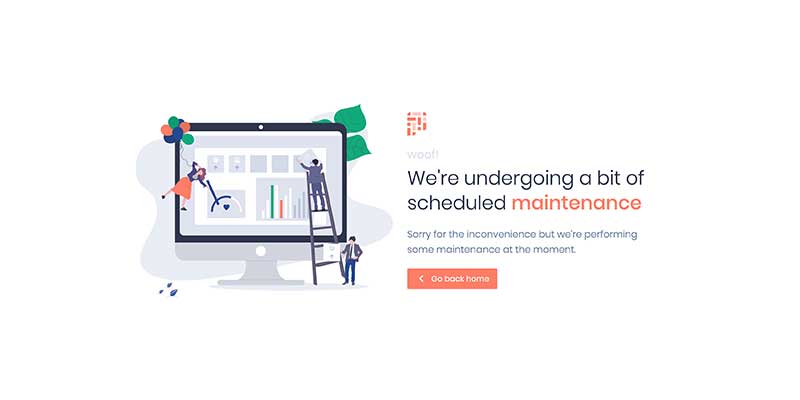 woof!
We're undergoing a bit of
scheduled maintenance
Sorry for the inconvenience but we're performing
some maintenance at the moment.
Go back home